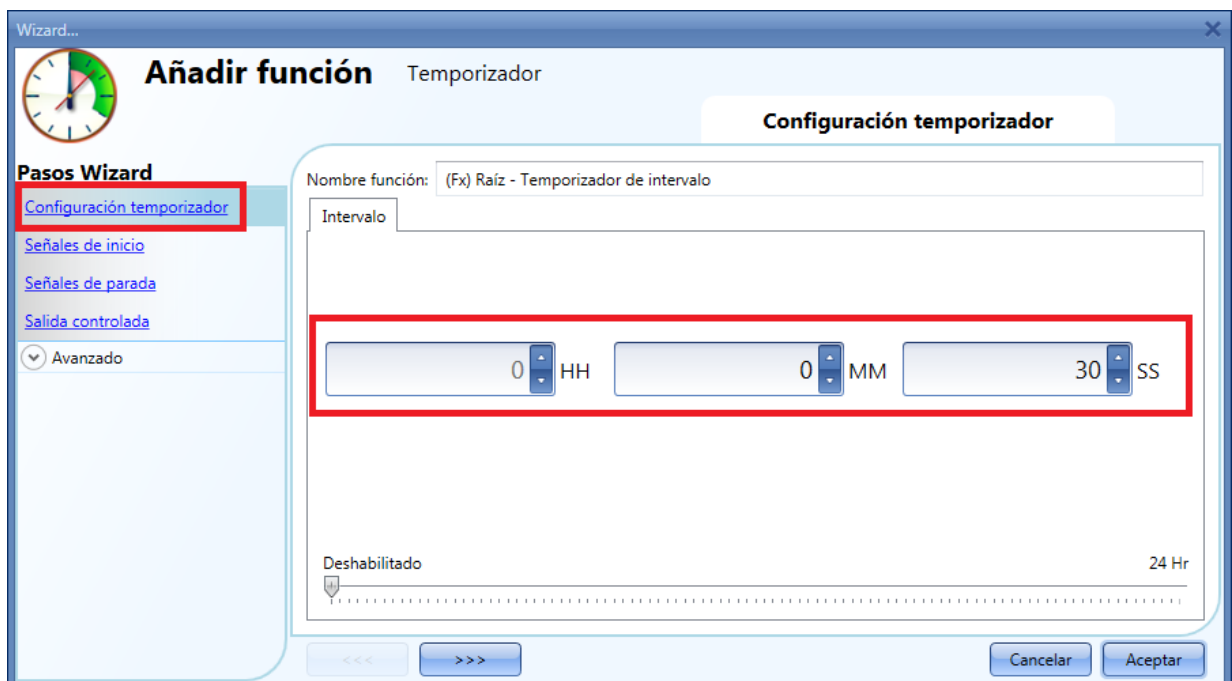 Wizard...
Añadir función Temporizador
Configuración temporizador
Pasos Wizard
Configuración temporizador
Señales de inicio
Señales de parada
Salida controlada
Avanzado
Nombre función: (Fx) Raíz - Temporizador de intervalo
Intervalo
0 HH 0 MM 30 SS
Deshabilitado 24 Hr
<<< >>> Cancelar Aceptar